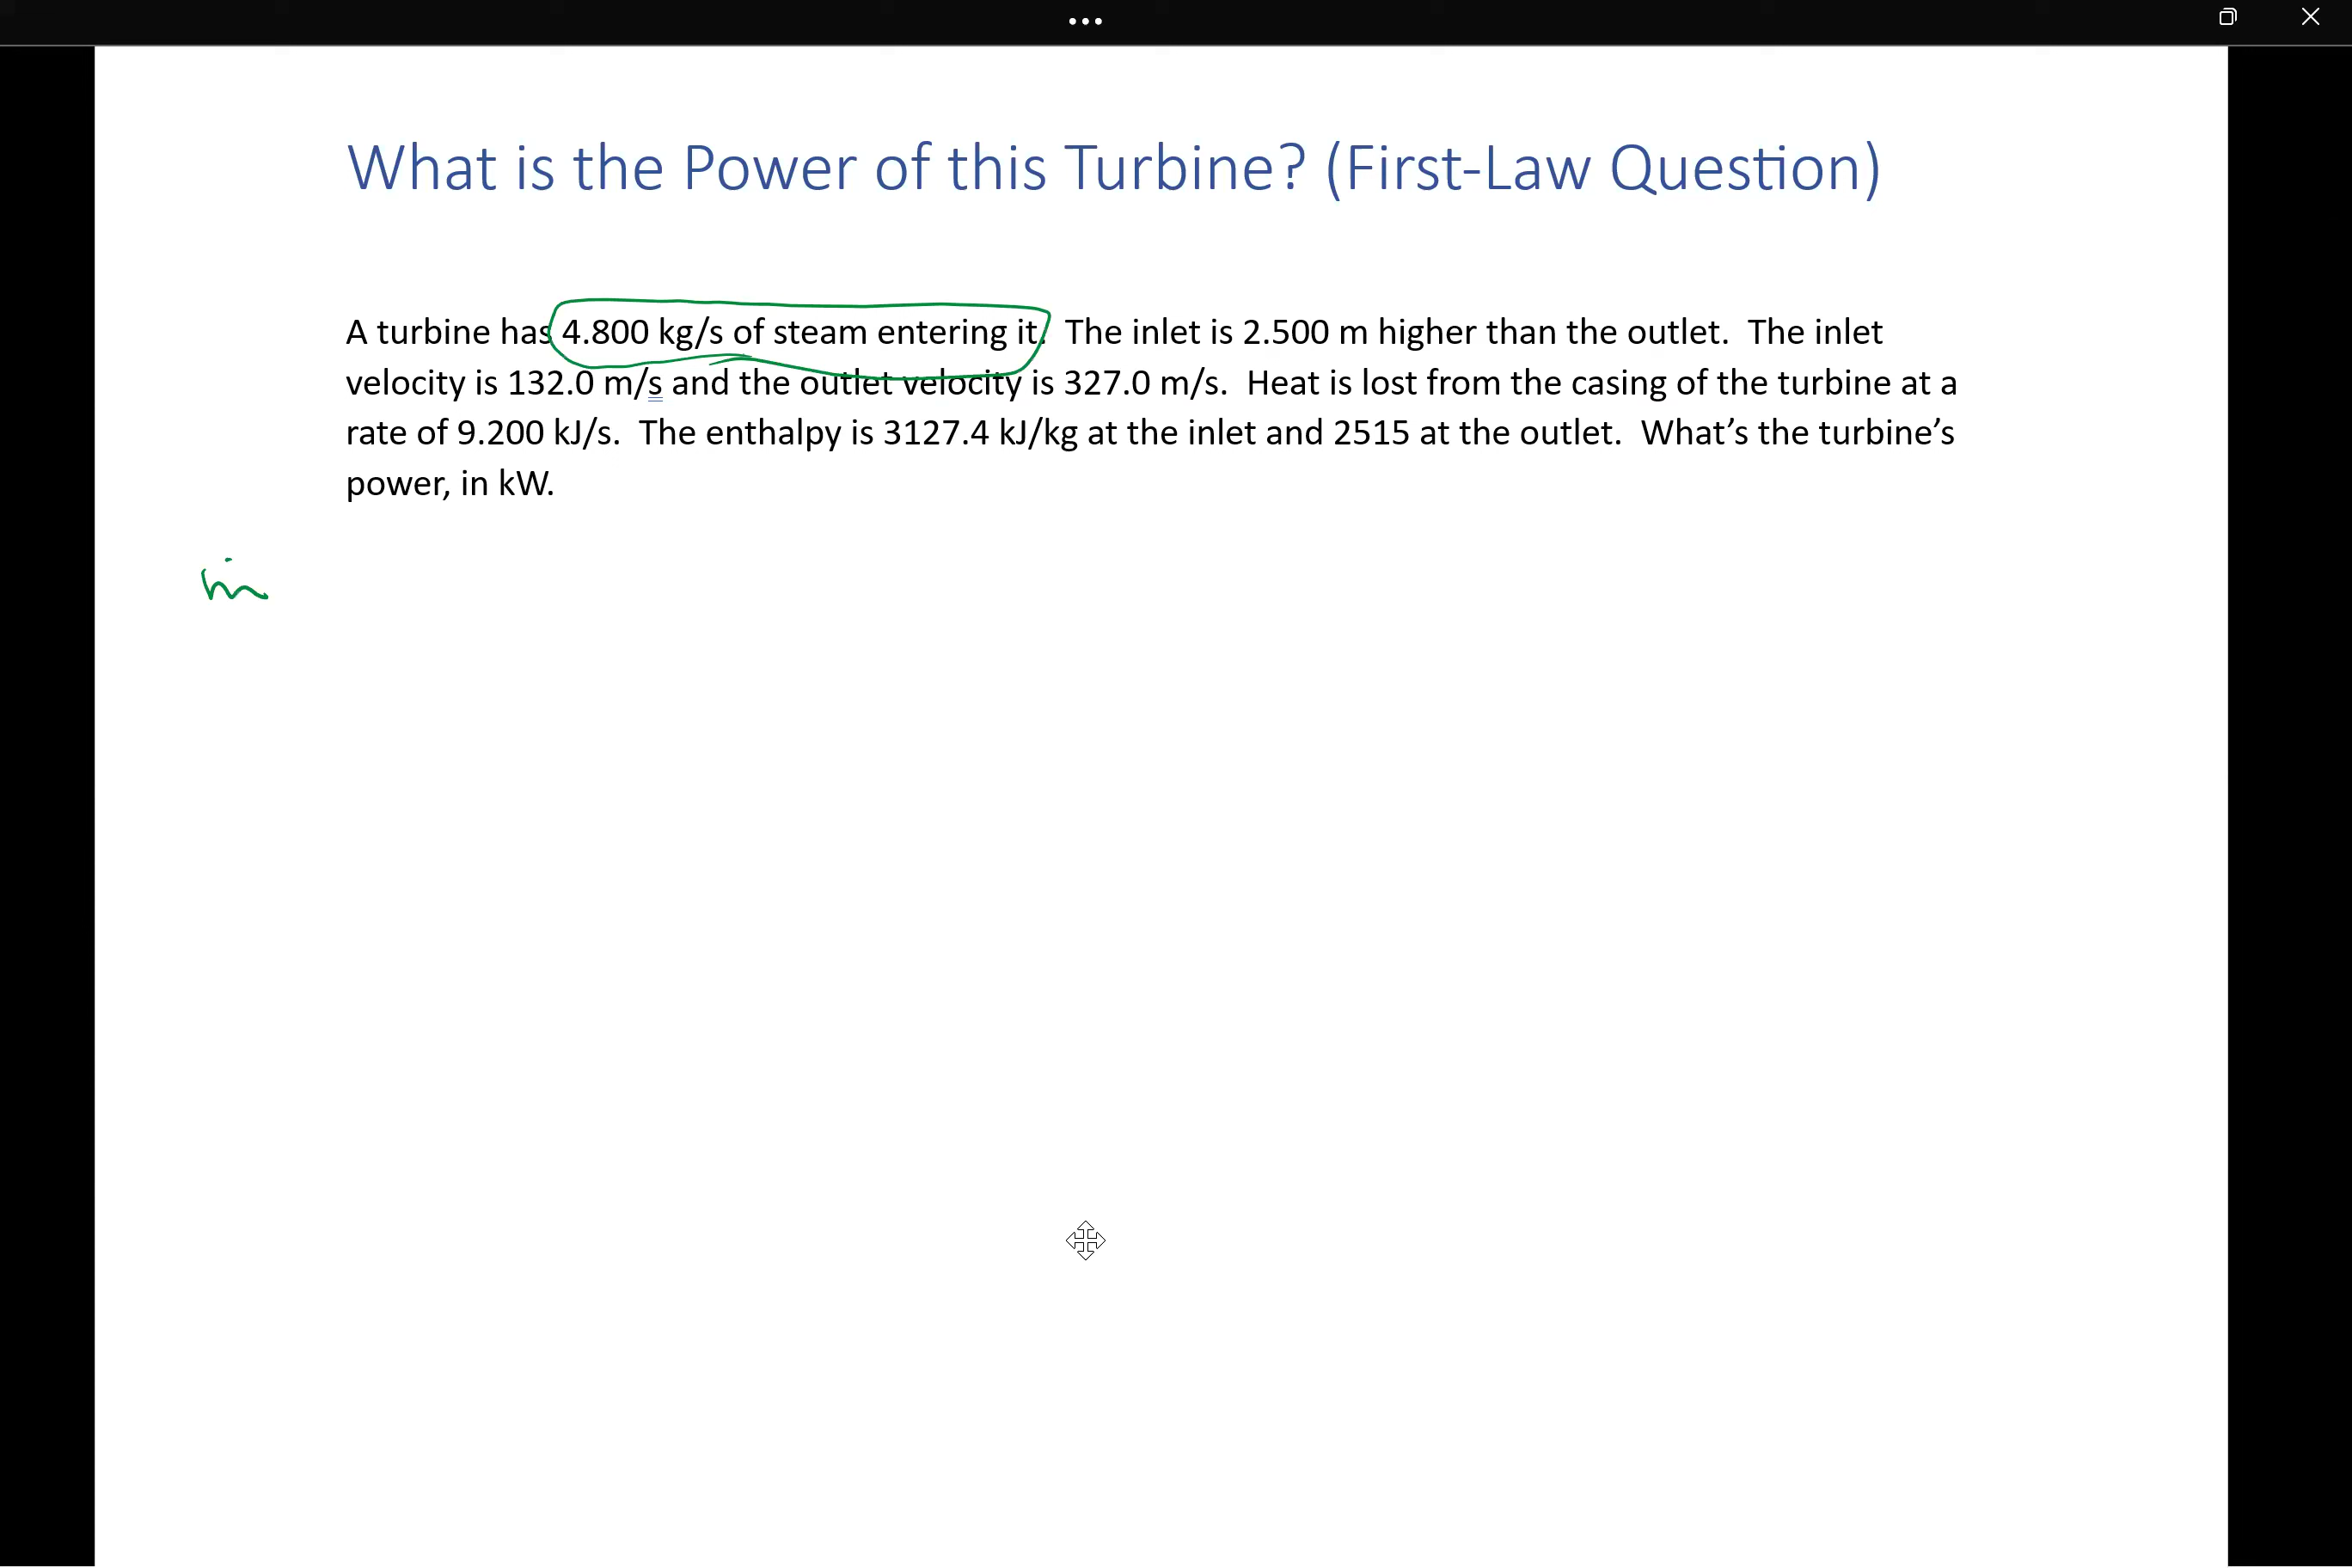 What is the Power of this Turbine? (First-Law Question)
A turbine has 4.800 kg/s of steam entering it. The inlet is 2.500 m higher than the outlet. The inlet
velocity is 132.0 m/s and the outlet velocity is 327.0 m/s. Heat is lost from the casing of the turbine at a
rate of 9.200 kJ/s. The enthalpy is 3127.4 kJ/kg at the inlet and 2515 at the outlet. What’s the turbine’s
power, in kW.
ṁ